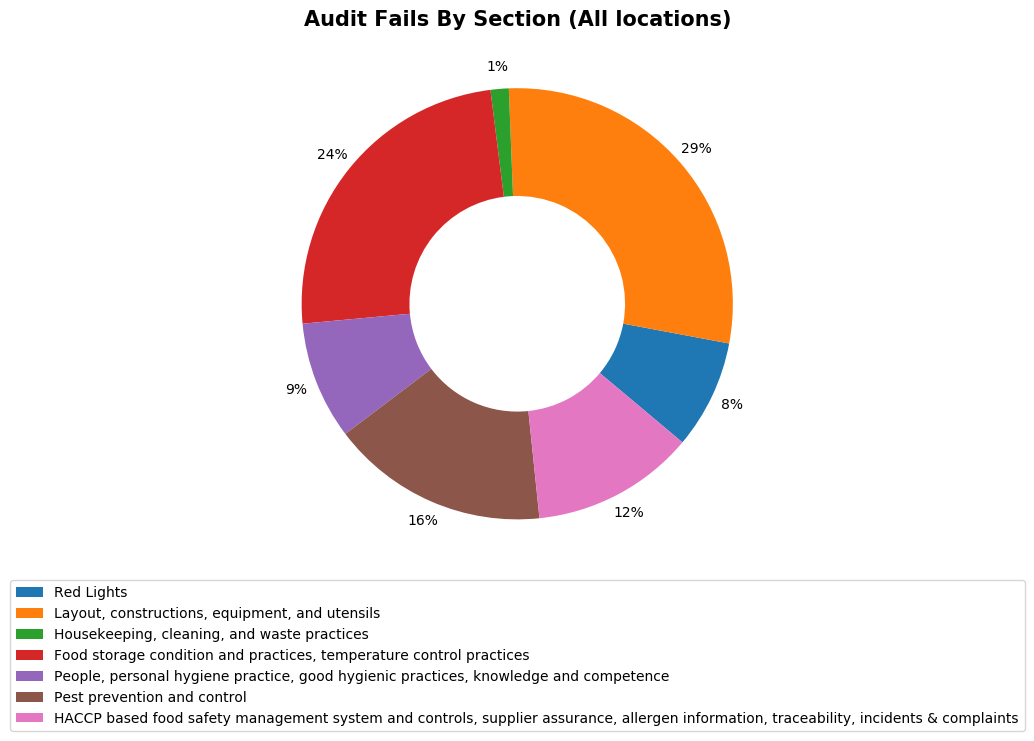 Audit Fails By Section (All locations)
1%
29%
24%
9%
8%
16%
12%
Red Lights
Layout, constructions, equipment, and utensils
Housekeeping, cleaning, and waste practices
Food storage condition and practices, temperature control practices
People, personal hygiene practice, good hygienic practices, knowledge and competence
Pest prevention and control
HACCP based food safety management system and controls, supplier assurance, allergen information, traceability, incidents & complaints